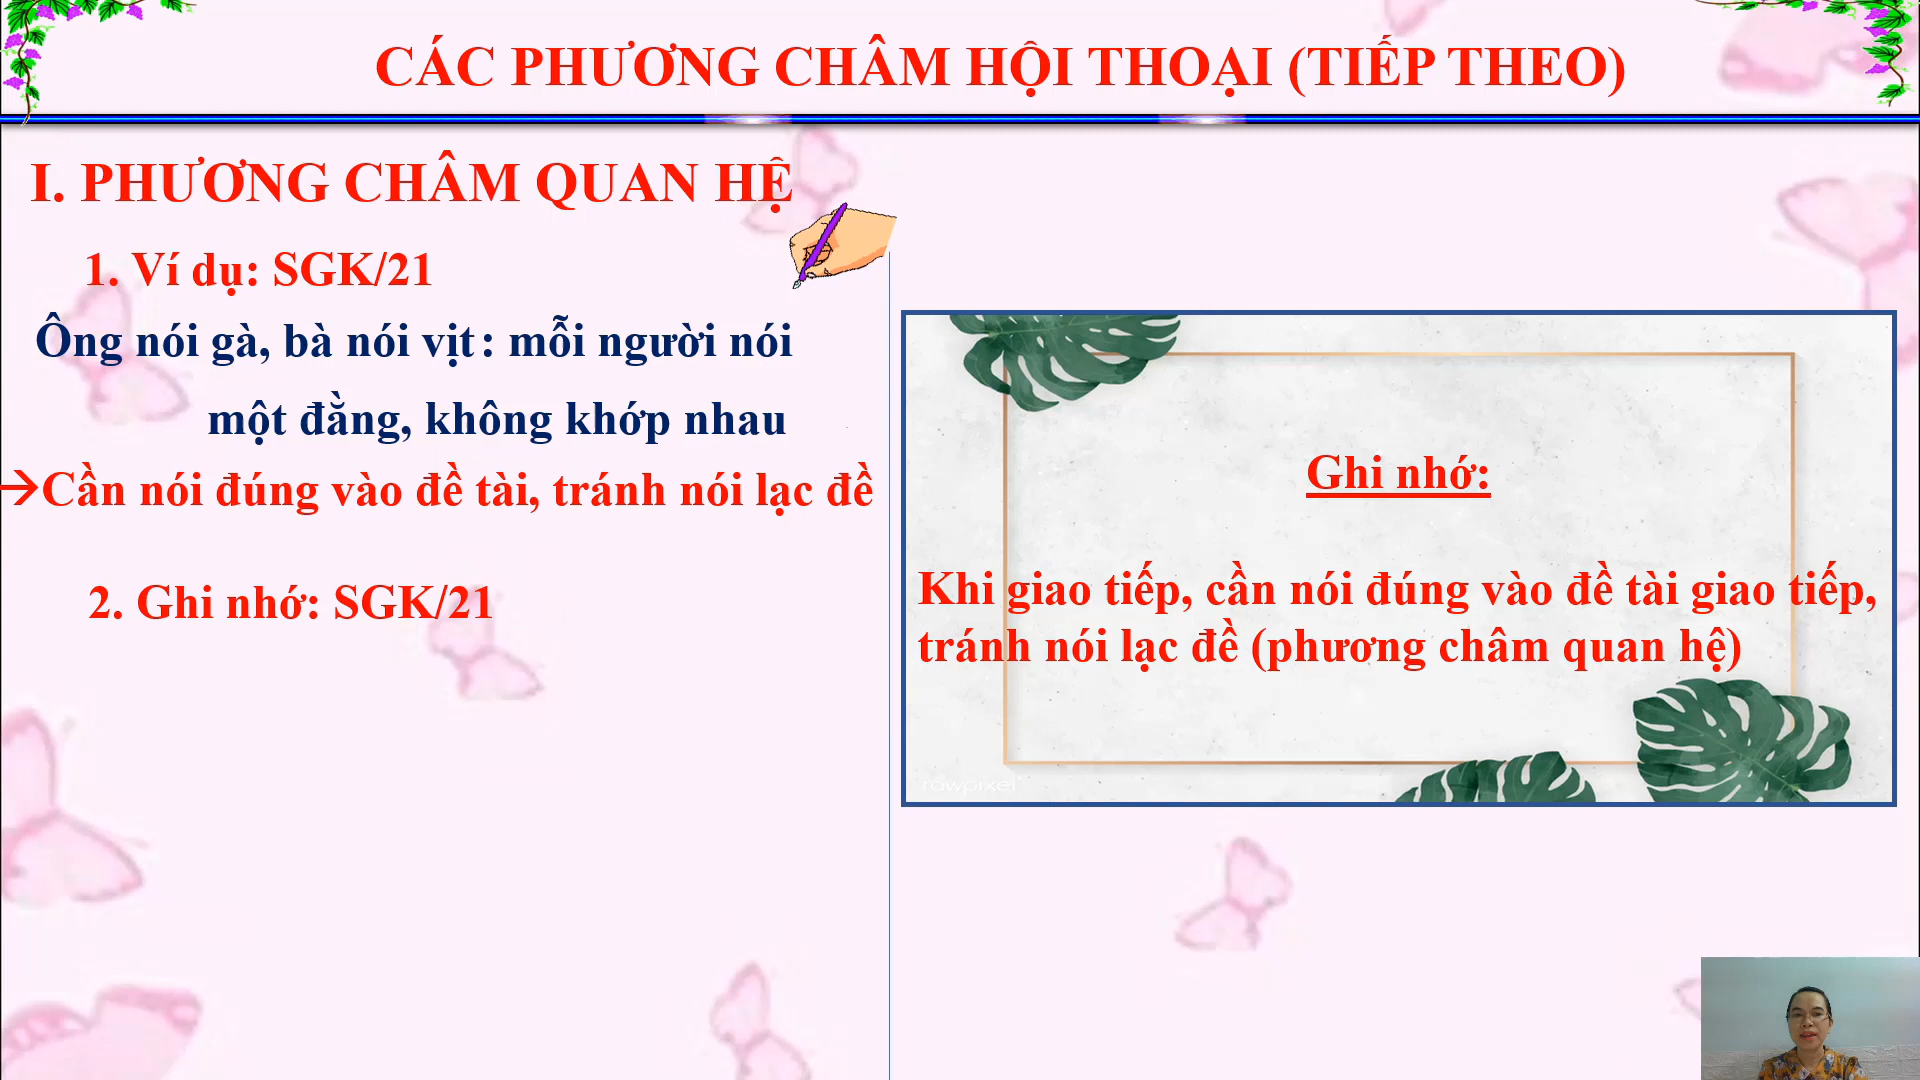 CÁC PHƯƠNG CHÂM HỘI THOẠI (TIẾP THEO)
I. PHƯƠNG CHÂM QUAN HỆ
1. Ví dụ: SGK/21
Ông nói gà, bà nói vịt : mỗi người nói
một đằng, không khớp nhau
→Cần nói đúng vào đề tài, tránh nói lạc đề
2. Ghi nhớ: SGK/21
Ghi nhớ:
Khi giao tiếp, cần nói đúng vào đề tài giao tiếp,
tránh nói lạc đề (phương châm quan hệ)
rawpixel